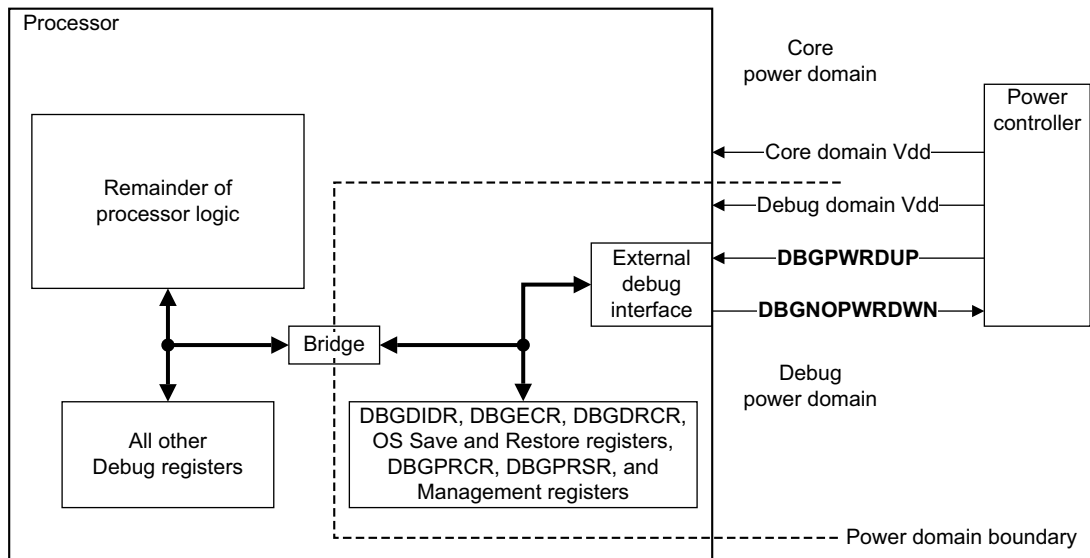 Processor
Core
power domain
Power
controller
Core domain Vdd
Remainder of
processor logic
Debug domain Vdd
External
debug
interface
DBGPWRDUP
DBGNOPWRDWN
Bridge
Debug
power domain
All other
Debug registers
DBGDIDR, DBGECR, DBGDRCR,
OS Save and Restore registers,
DBGPRCR, DBGPRSR, and
Management registers
Power domain boundary